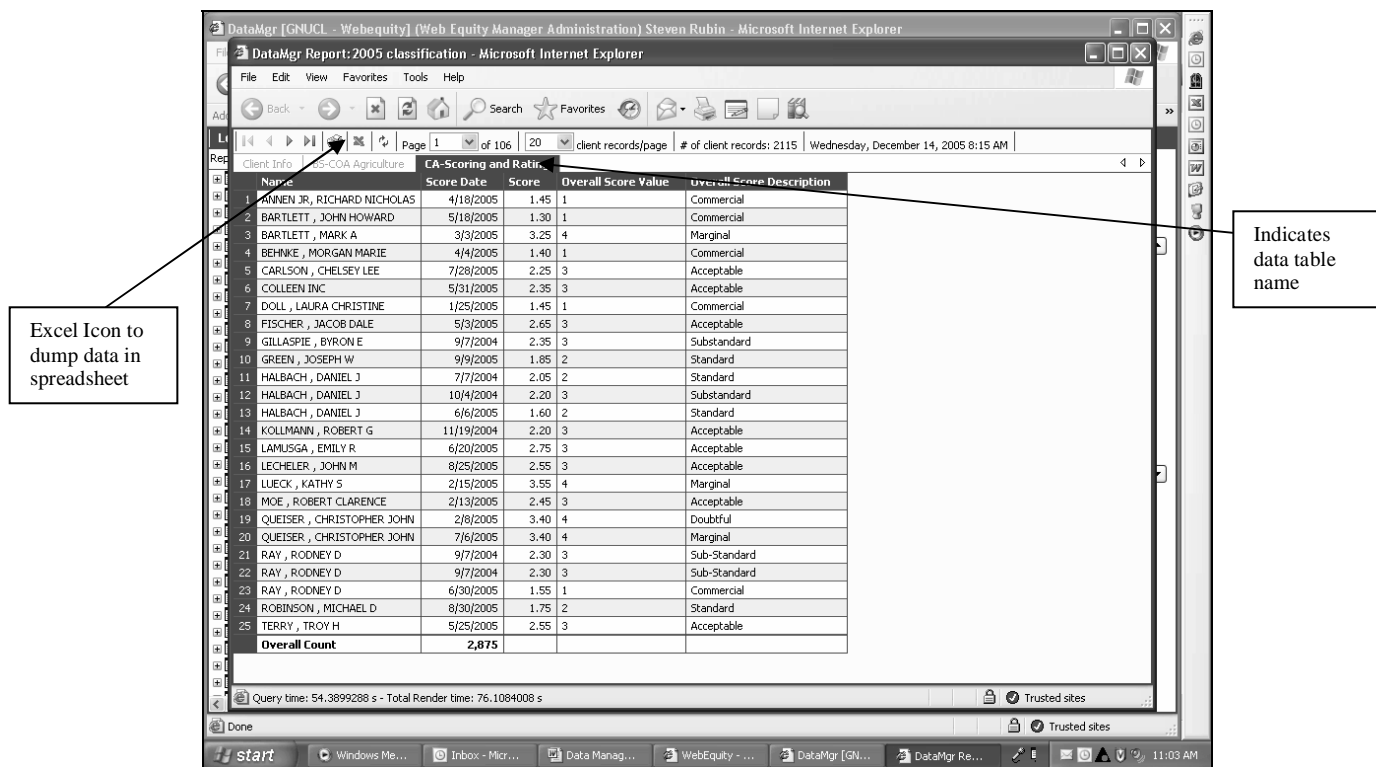 DataMgr [GNUCL - Webequity] (Web Equity Manager Administration) Steven Rubin - Microsoft Internet Explorer
DataMgr Report:2005 classification - Microsoft Internet Explorer
File Edit View Favorites Tools Help
Back Search Favorites
Page 1 of 106 20 client records/page # of client records: 2115 Wednesday, December 14, 2005 8:15 AM
Client Info BS-COA Agriculture CA-Scoring and Rating
Name Score Date Score Overall Score Value Overall Score Description
1 ANNEN JR, RICHARD NICHOLAS 4/18/2005 1.45 1 Commercial
2 BARTLETT , JOHN HOWARD 5/18/2005 1.30 1 Commercial
3 BARTLETT , MARK A 3/3/2005 3.25 4 Marginal
4 BEHNKE , MORGAN MARIE 4/4/2005 1.40 1 Commercial
5 CARLSON , CHELSEY LEE 7/28/2005 2.25 3 Acceptable
6 COLLEEN INC 5/31/2005 2.35 3 Acceptable
7 DOLL , LAURA CHRISTINE 1/25/2005 1.45 1 Commercial
8 FISCHER , JACOB DALE 5/3/2005 2.65 3 Acceptable
9 GILLASPIE , BYRON E 9/7/2004 2.35 3 Substandard
10 GREEN , JOSEPH W 9/9/2005 1.85 2 Standard
11 HALBACH , DANIEL J 7/7/2004 2.05 2 Standard
12 HALBACH , DANIEL J 10/4/2004 2.20 3 Substandard
13 HALBACH , DANIEL J 6/6/2005 1.60 2 Standard
14 KOLLMANN , ROBERT G 11/19/2004 2.20 3 Acceptable
15 LAMUSGA , EMILY R 6/20/2005 2.75 3 Acceptable
16 LECHELER , JOHN M 8/25/2005 2.55 3 Acceptable
17 LUECK , KATHY S 2/15/2005 3.55 4 Marginal
18 MOE , ROBERT CLARENCE 2/13/2005 2.45 3 Acceptable
19 QUEISER , CHRISTOPHER JOHN 2/8/2005 3.40 4 Doubtful
20 QUEISER , CHRISTOPHER JOHN 7/6/2005 3.40 4 Marginal
21 RAY , RODNEY D 9/7/2004 2.30 3 Sub-Standard
22 RAY , RODNEY D 9/7/2004 2.30 3 Sub-Standard
23 RAY , RODNEY D 6/30/2005 1.55 1 Commercial
24 ROBINSON , MICHAEL D 8/30/2005 1.75 2 Standard
25 TERRY , TROY H 5/25/2005 2.55 3 Acceptable
Overall Count 2,875
Query time: 54.3899288 s - Total Render time: 76.1084008 s Trusted sites
Done Trusted sites
start Windows Me... Inbox - Micr... Data Manag... WebEquity - ... DataMgr [GN... DataMgr Re... 11:03 AM
Excel Icon to
dump data in
spreadsheet
Indicates
data table
name